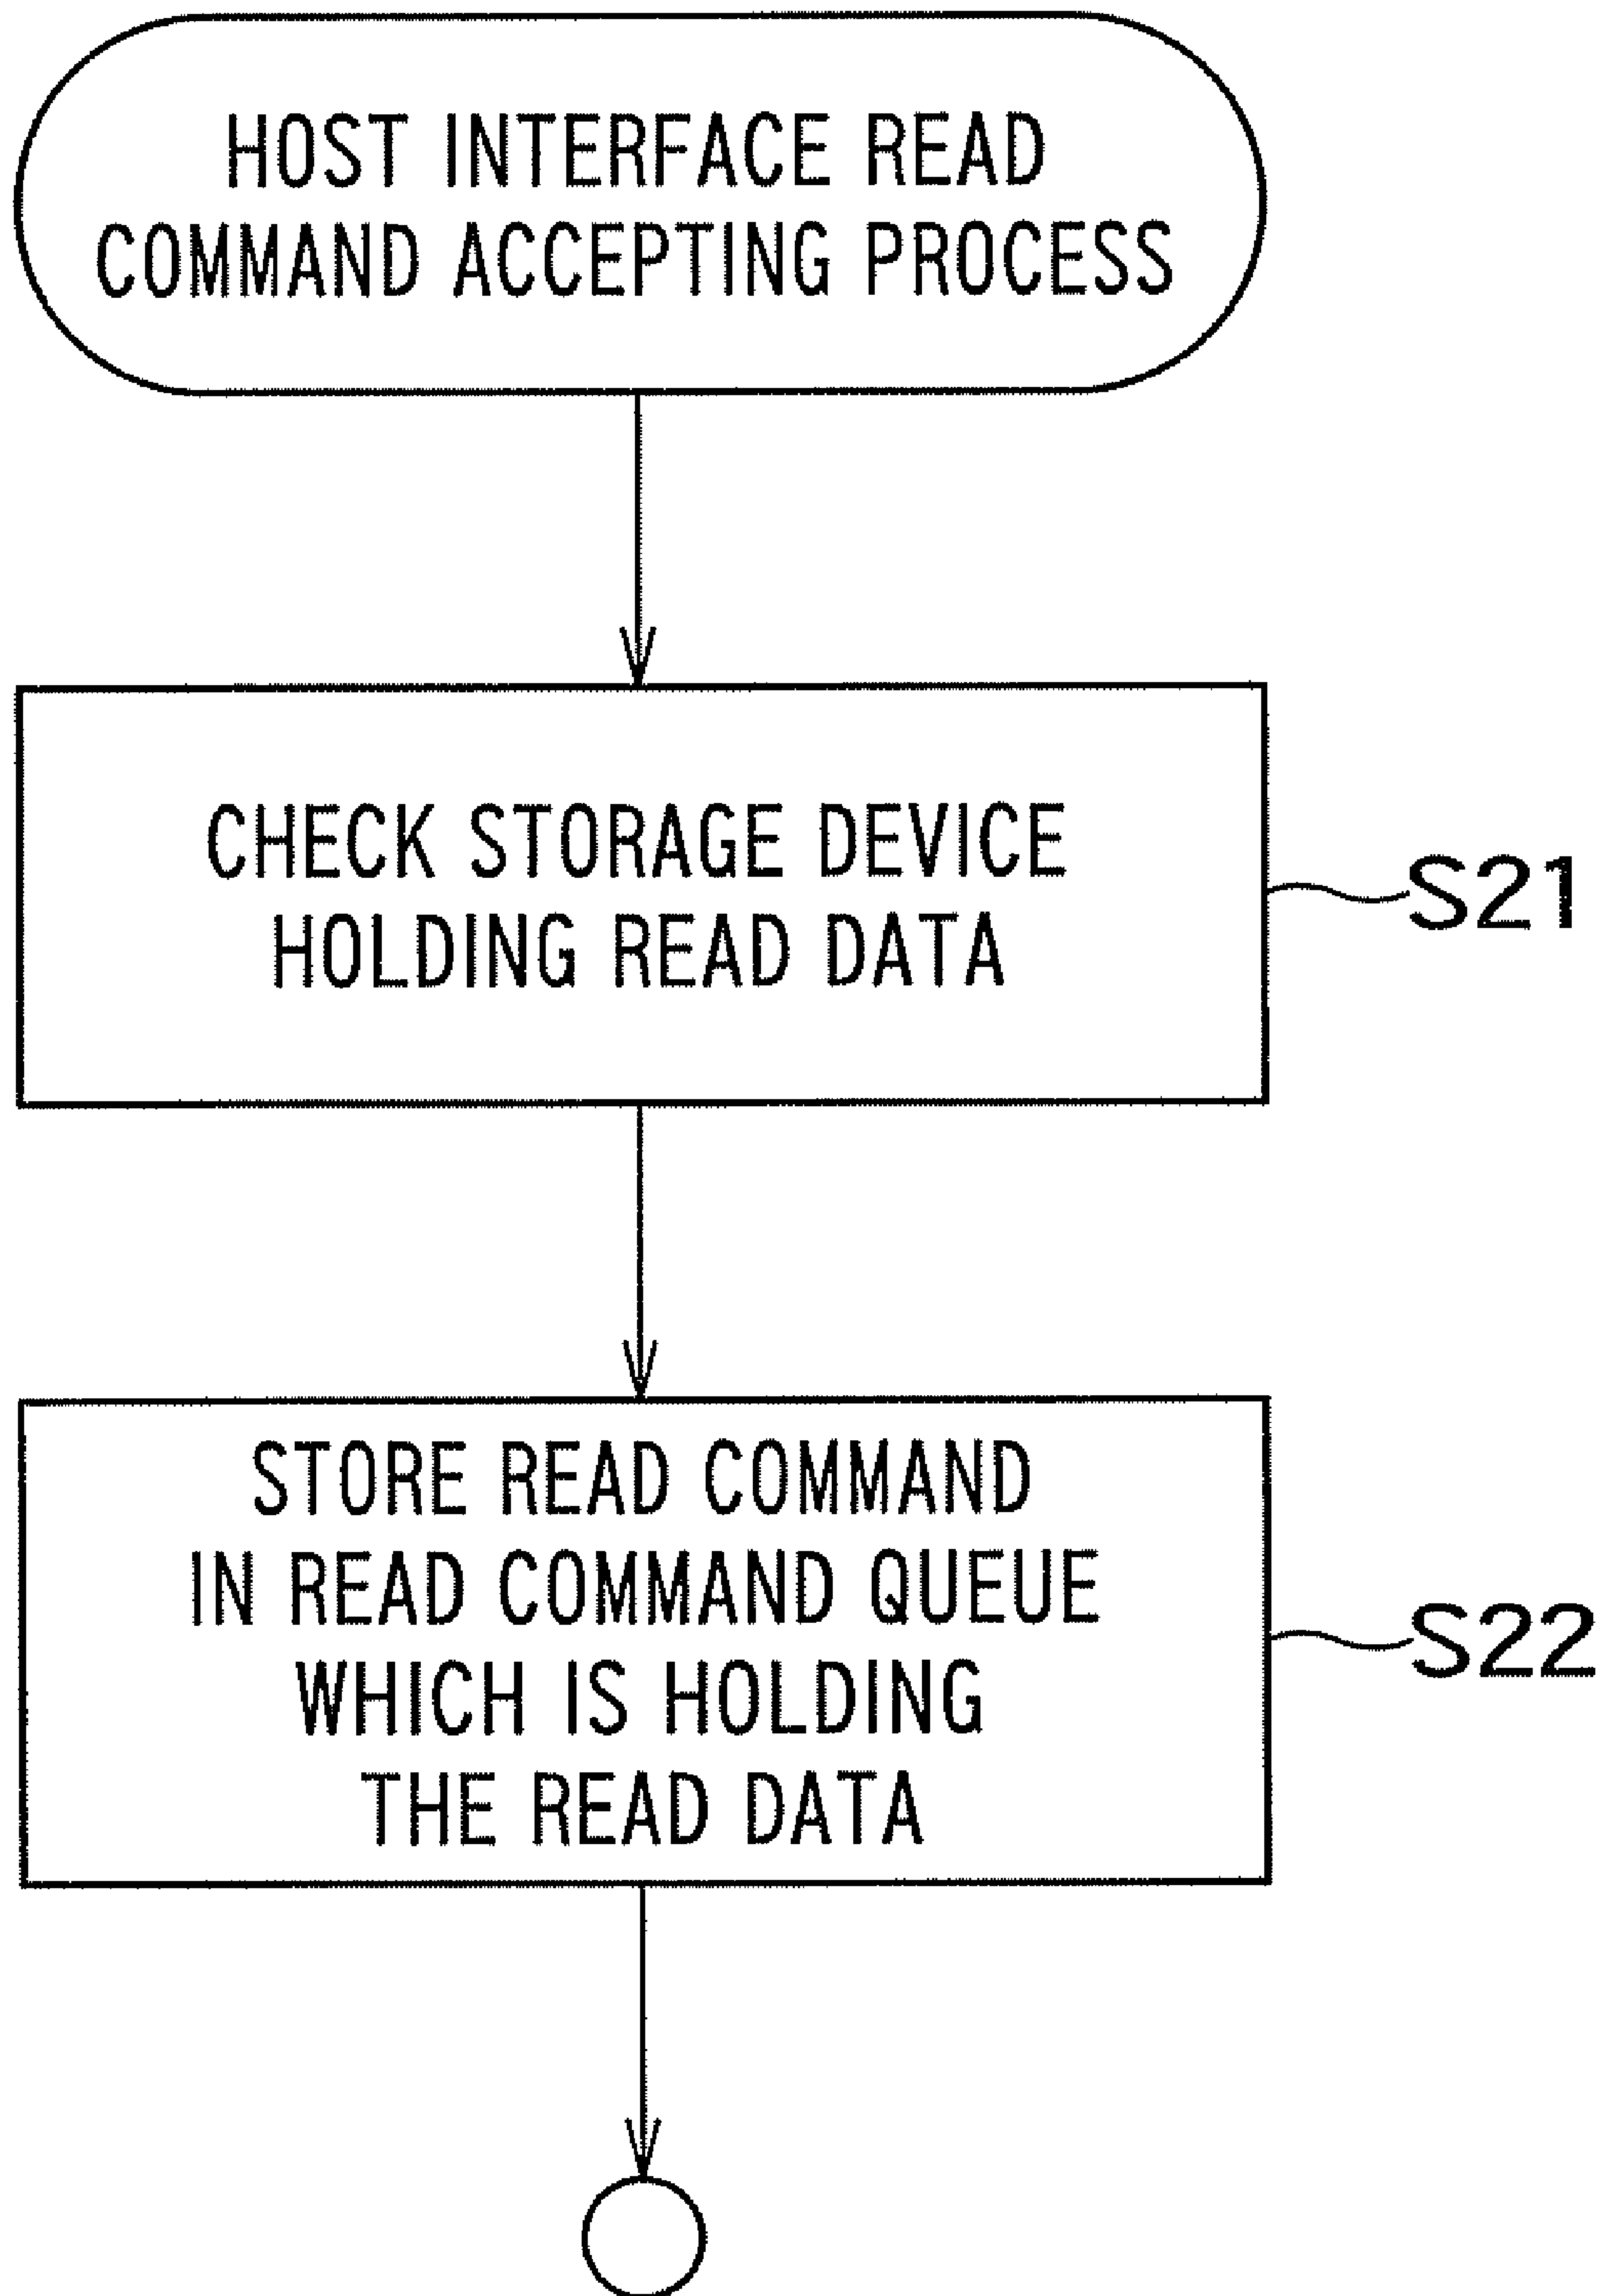 HOST INTERFACE READ
COMMAND ACCEPTING PROCESS
CHECK STORAGE DEVICE
HOLDING READ DATA
S21
STORE READ COMMAND
IN READ COMMAND QUEUE
WHICH IS HOLDING
THE READ DATA
S22